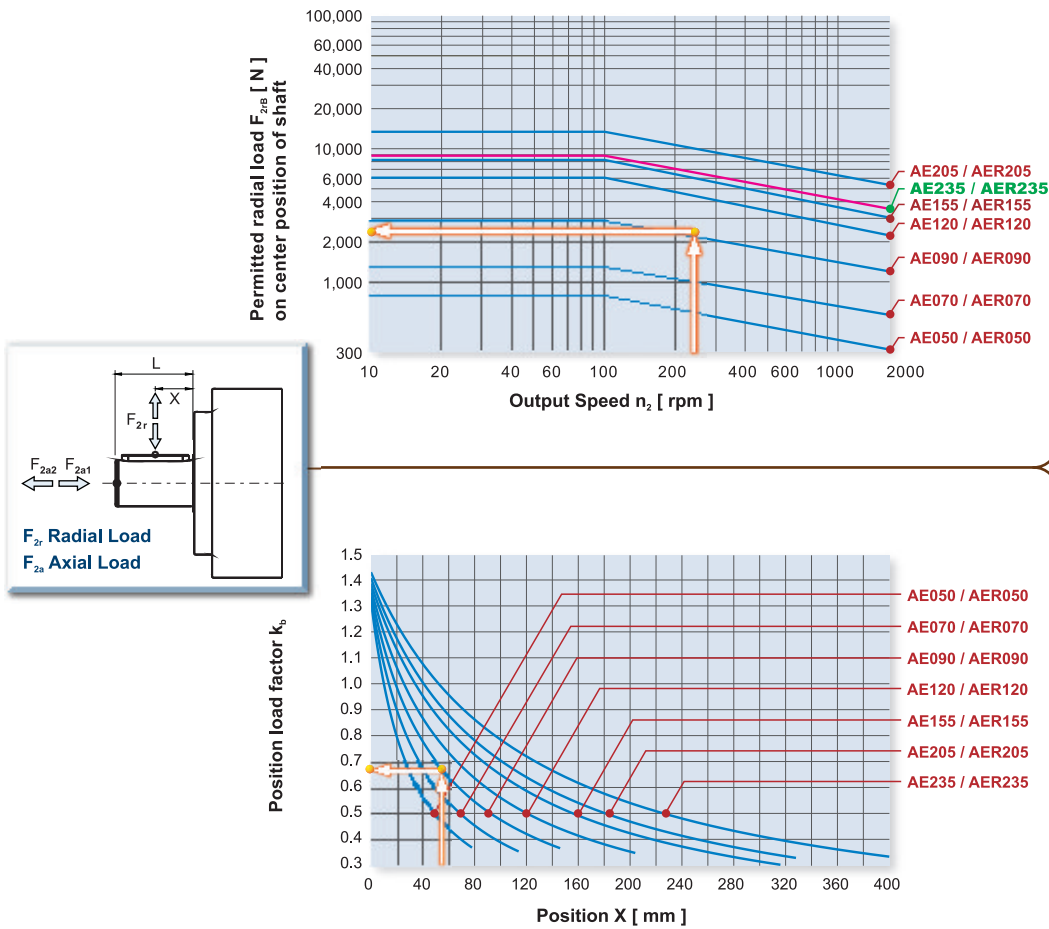 Permitted radial load F2rB [ N ]
on center position of shaft
100,000
60,000
40,000
20,000
10,000
6,000
4,000
2,000
1,000
300
10 20 40 60 100 200 400 600 1000 2000
Output Speed n2 [ rpm ]
AE205 / AER205
AE235 / AER235
AE155 / AER155
AE120 / AER120
AE090 / AER090
AE070 / AER070
AE050 / AER050
L
X
F2r
F2a2 F2a1
F2r Radial Load
F2a Axial Load
Position load factor kb
1.5
1.4
1.3
1.2
1.1
1.0
0.9
0.8
0.7
0.6
0.5
0.4
0.3
0 40 80 120 160 200 240 280 320 360 400
Position X [ mm ]
AE050 / AER050
AE070 / AER070
AE090 / AER090
AE120 / AER120
AE155 / AER155
AE205 / AER205
AE235 / AER235